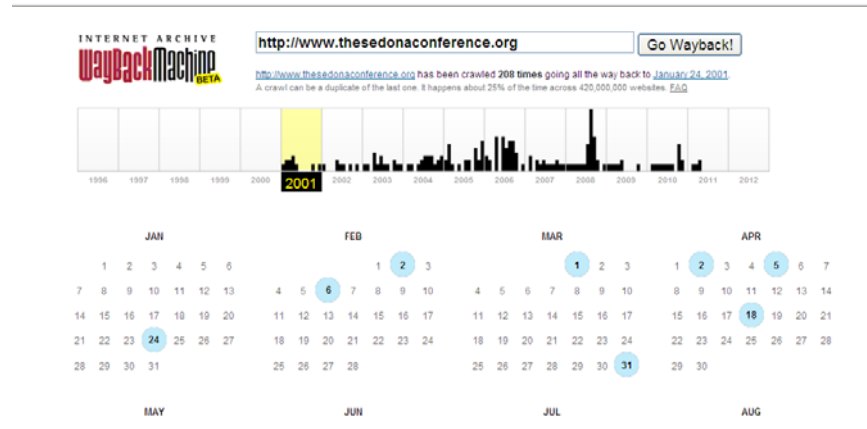 INTERNET ARCHIVE
WayBackMachine
BETA
http://www.thesedonaconference.org
Go Wayback!
http://www.thesedonaconference.org has been crawled 208 times going all the way back to January 24, 2001.
A crawl can be a duplicate of the last one. It happens about 25% of the time across 420,000,000 websites. FAQ
1996 1997 1998 1999 2000 2001 2002 2003 2004 2005 2006 2007 2008 2009 2010 2011 2012
JAN
1 2 3 4 5 6
7 8 9 10 11 12 13
14 15 16 17 18 19 20
21 22 23 24 25 26 27
28 29 30 31
FEB
1 2 3
4 5 6 7 8 9 10
11 12 13 14 15 16 17
18 19 20 21 22 23 24
25 26 27 28
MAR
1 2 3
4 5 6 7 8 9 10
11 12 13 14 15 16 17
18 19 20 21 22 23 24
25 26 27 28 29 30 31
APR
1 2 3 4 5 6 7
8 9 10 11 12 13 14
15 16 17 18 19 20 21
22 23 24 25 26 27 28
29 30
MAY
JUN
JUL
AUG